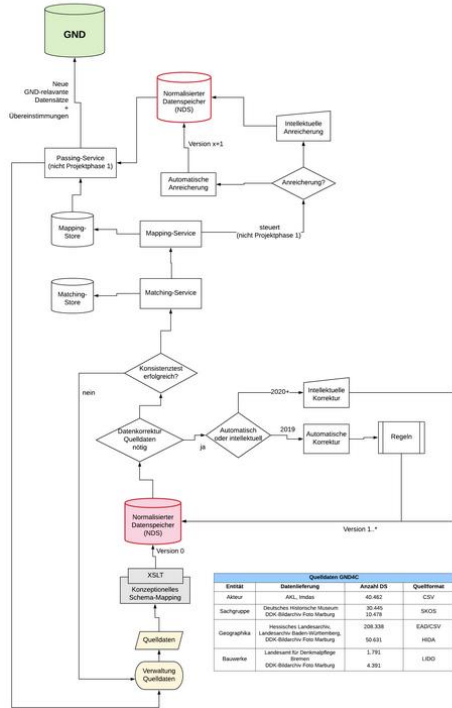 GND
Neue
GND-relevante
Datensätze
+
Übereinstimmungen
Normalisierter
Datenspeicher
(NDS)
Intellektuelle
Anreicherung
Version x+1
Passing-Service
(nicht Projektphase 1)
Automatische
Anreicherung
Anreicherung?
Mapping-
Store
Mapping-Service
steuert
(nicht Projektphase 1)
Matching-
Store
Matching-Service
Konsistenztest
erfolgreich?
nein
2020+
Intellektuelle
Korrektur
Datenkorrektur
Quelldaten
nötig
ja
Automatisch
oder intellektuell
2019
Automatische
Korrektur
Regeln
Normalisierter
Datenspeicher
(NDS)
Version 1..*
Version 0
XSLT
Konzeptionelles
Schema-Mapping
Quelldaten
Verwaltung
Quelldaten
Quelldaten GND4C
Entität Datenlieferung Anzahl DS Quellformat
Akteur AKL, Imdas 40.462 CSV
Sachgruppe Deutsches Historische Museum 30.445 SKOS
DDK-Bildarchiv Foto Marburg 10.478
Geographika Hessisches Landesarchiv, 208.338 EAD/CSV
Landesarchiv Baden-Württemberg,
DDK-Bildarchiv Foto Marburg 50.631 HIDA
Bauwerke Landesamt für Denkmalpflege 1.791 LIDO
Bremen
DDK-Bildarchiv Foto Marburg 4.391